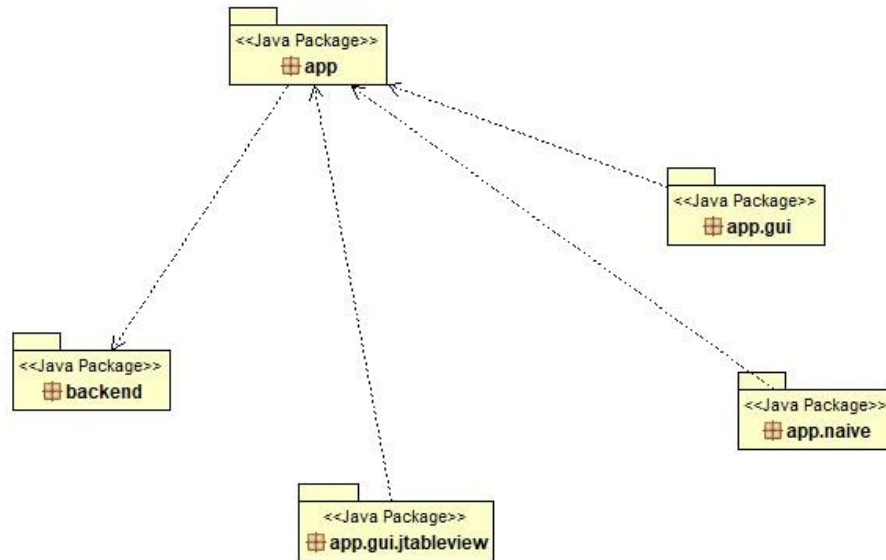 <<Java Package>>
app
<<Java Package>>
app.gui
<<Java Package>>
backend
<<Java Package>>
app.naive
<<Java Package>>
app.gui.jtableview